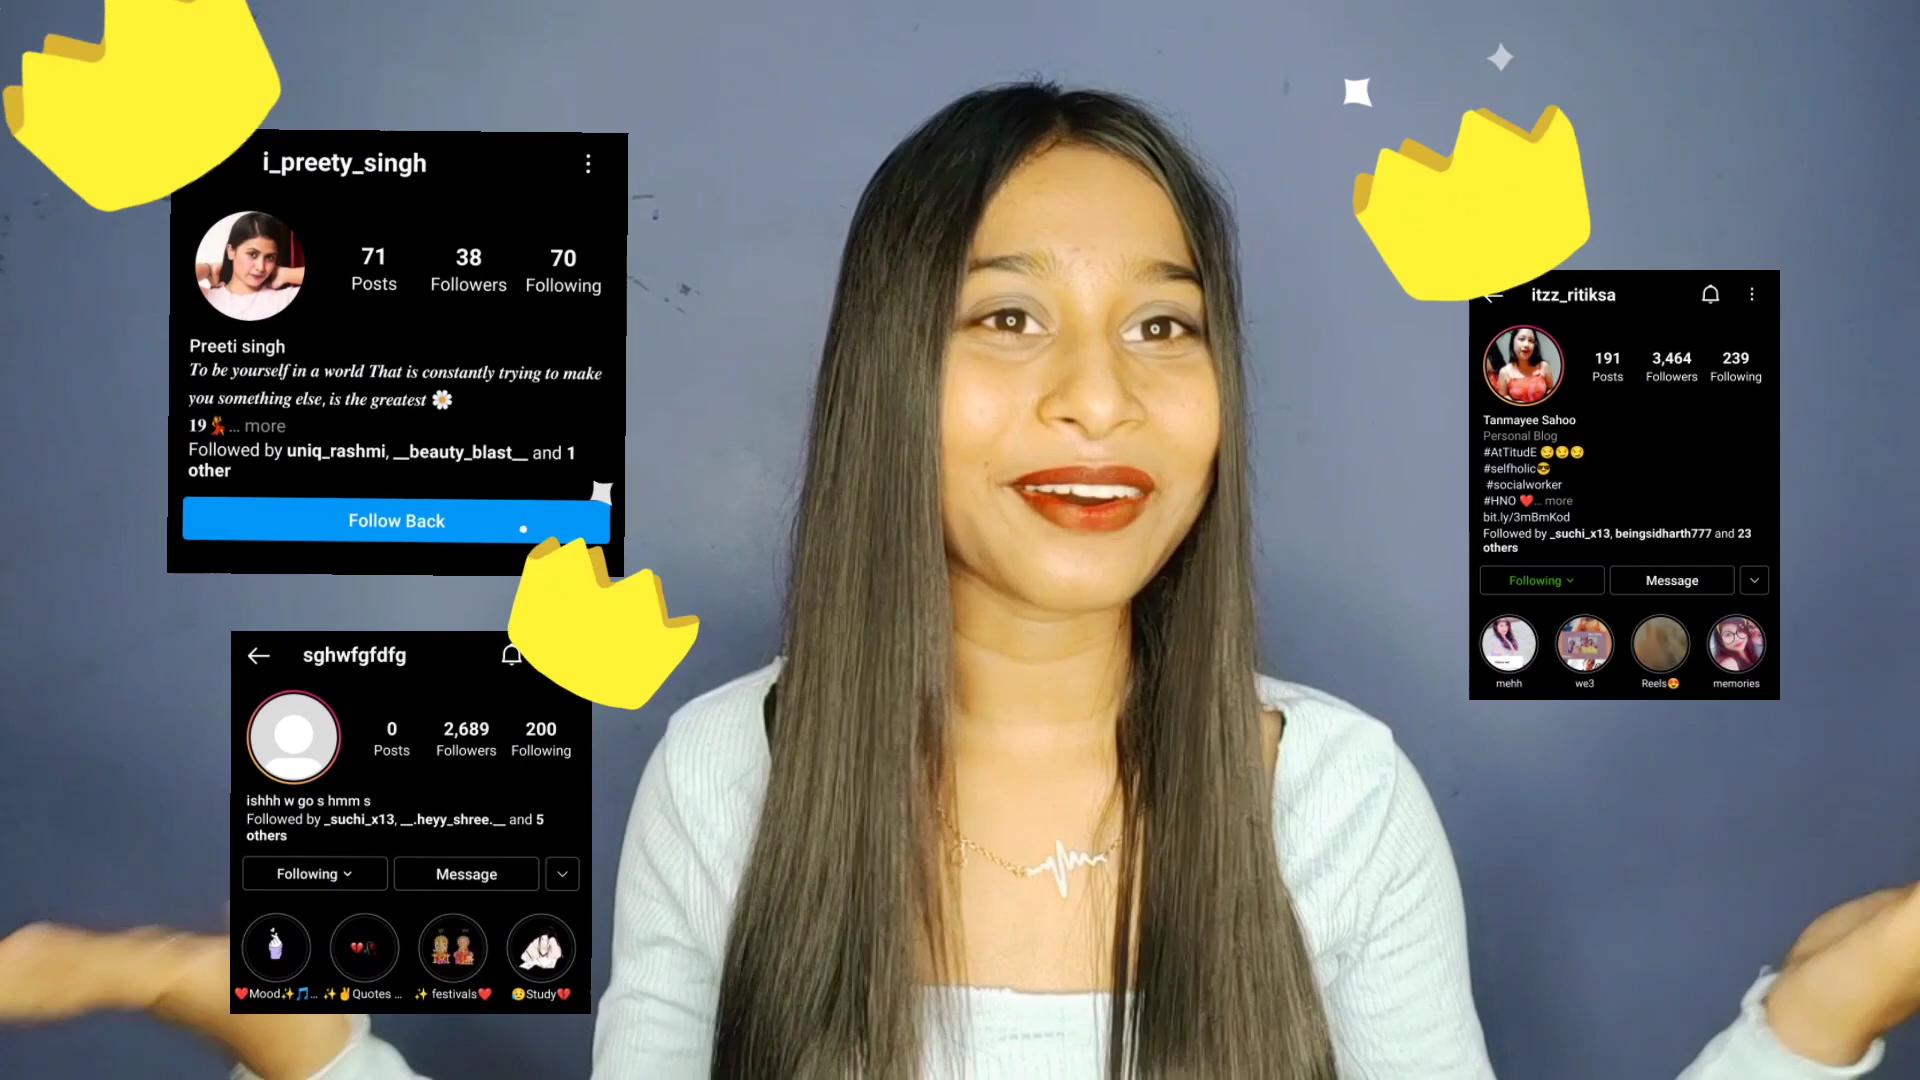 i_preety_singh
71
38
70
Posts
Followers
Following
Preeti singh
To be yourself in a world That is constantly trying to make
you something else, is the greatest 🌼
19 💃... more
Followed by uniq_rashmi, __beauty_blast__ and 1
other
Follow Back
sghwfgfdfg
0
2,689
200
Posts
Followers
Following
ishhh w go s hmm s
Followed by _suchi_x13, __.heyy_shree.__ and 5
others
Following
Message
❤️Mood✨🎵...
✨✌️Quotes ...
✨ festivals❤️
😥Study💔
itzz_ritiksa
191
3,464
239
Posts
Followers
Following
Tanmayee Sahoo
Personal Blog
#AtTitudE 😏😏😏
#selfholic😎
#socialworker
#HNO ❤️... more
bit.ly/3mBmKod
Followed by _suchi_x13, beingsidharth777 and 23
others
Following
Message
mehh
we3
Reels😍
memories